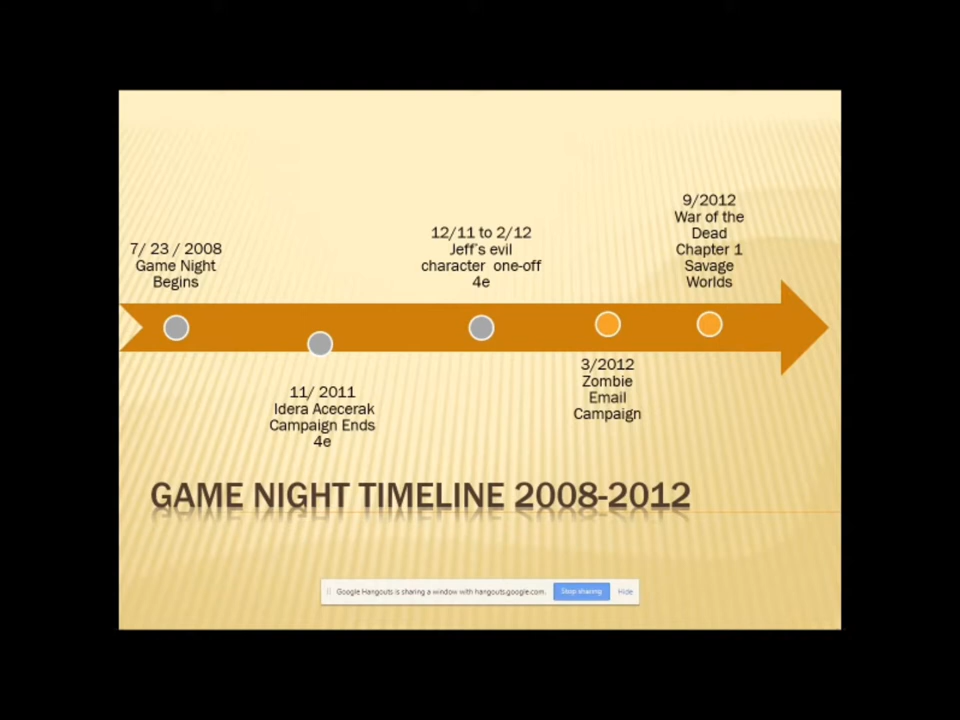 7/ 23 / 2008
Game Night
Begins
11/ 2011
Idera Acecerak
Campaign Ends
4e
12/11 to 2/12
Jeff's evil
character one-off
4e
3/2012
Zombie
Email
Campaign
9/2012
War of the
Dead
Chapter 1
Savage
Worlds
GAME NIGHT TIMELINE 2008-2012
Google Hangouts is sharing a window with hangouts.google.com.
Stop sharing
Hide